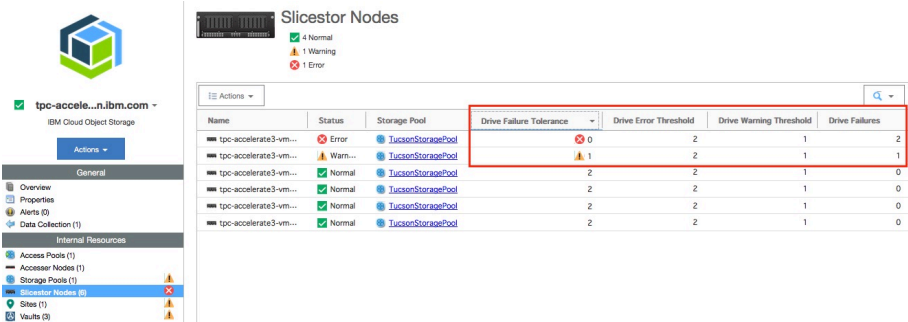 tpc-accele...n.ibm.com
IBM Cloud Object Storage
Actions
General
Overview
Properties
Alerts (0)
Data Collection (1)
Internal Resources
Access Pools (1)
Accesser Nodes (1)
Storage Pools (1)
Slicestor Nodes (6)
Sites (1)
Vaults (3)
Slicestor Nodes
4 Normal
1 Warning
1 Error
Actions
Name Status Storage Pool Drive Failure Tolerance Drive Error Threshold Drive Warning Threshold Drive Failures
tpc-accelerate3-vm... Error TucsonStoragePool 0 2 1 2
tpc-accelerate3-vm... Warn... TucsonStoragePool 1 2 1 1
tpc-accelerate3-vm... Normal TucsonStoragePool 2 2 1 0
tpc-accelerate3-vm... Normal TucsonStoragePool 2 2 1 0
tpc-accelerate3-vm... Normal TucsonStoragePool 2 2 1 0
tpc-accelerate3-vm... Normal TucsonStoragePool 2 2 1 0